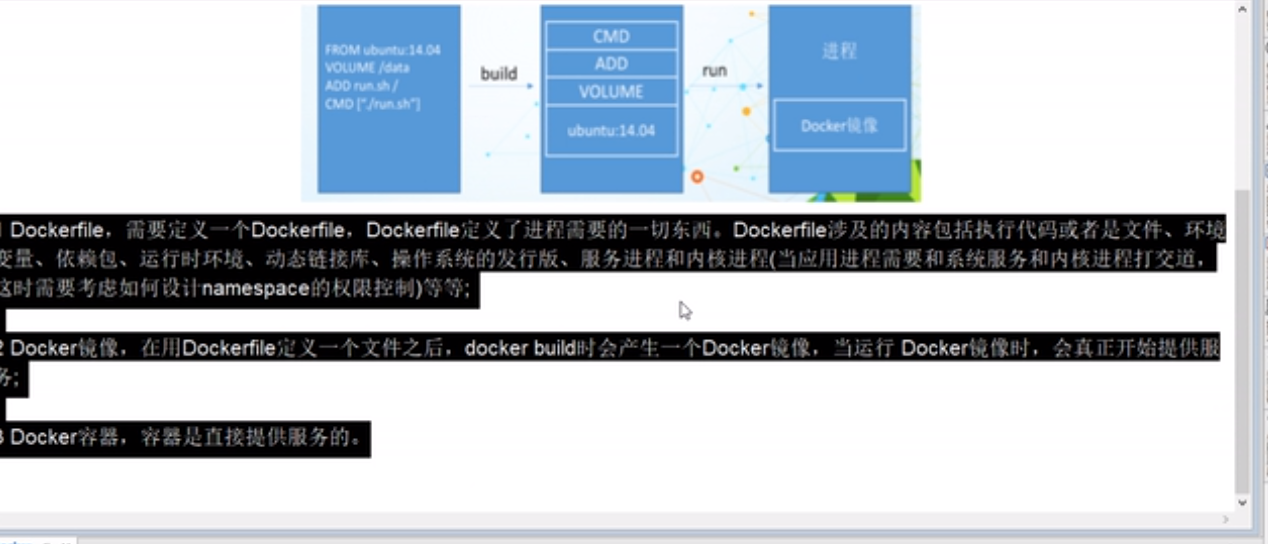 FROM ubuntu:14.04
VOLUME /data
ADD run.sh /
CMD ["./run.sh"]
build
CMD
ADD
VOLUME
ubuntu:14.04
run
进程
Docker镜像
Dockerfile，需要定义一个Dockerfile，Dockerfile定义了进程需要的一切东西。Dockerfile涉及的内容包括执行代码或者是文件、环境
变量、依赖包、运行时环境、动态链接库、操作系统的发行版、服务进程和内核进程(当应用进程需要和系统服务和内核进程打交道，
这时需要考虑如何设计namespace的权限控制)等等;
2 Docker镜像，在用Dockerfile定义一个文件之后，docker build时会产生一个Docker镜像，当运行 Docker镜像时，会真正开始提供服
务;
3 Docker容器，容器是直接提供服务的。